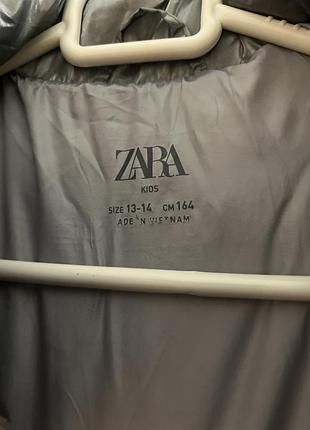 ZARA
KIDS
SIZE 13-14 CM 164
ADE IN VIETNAM